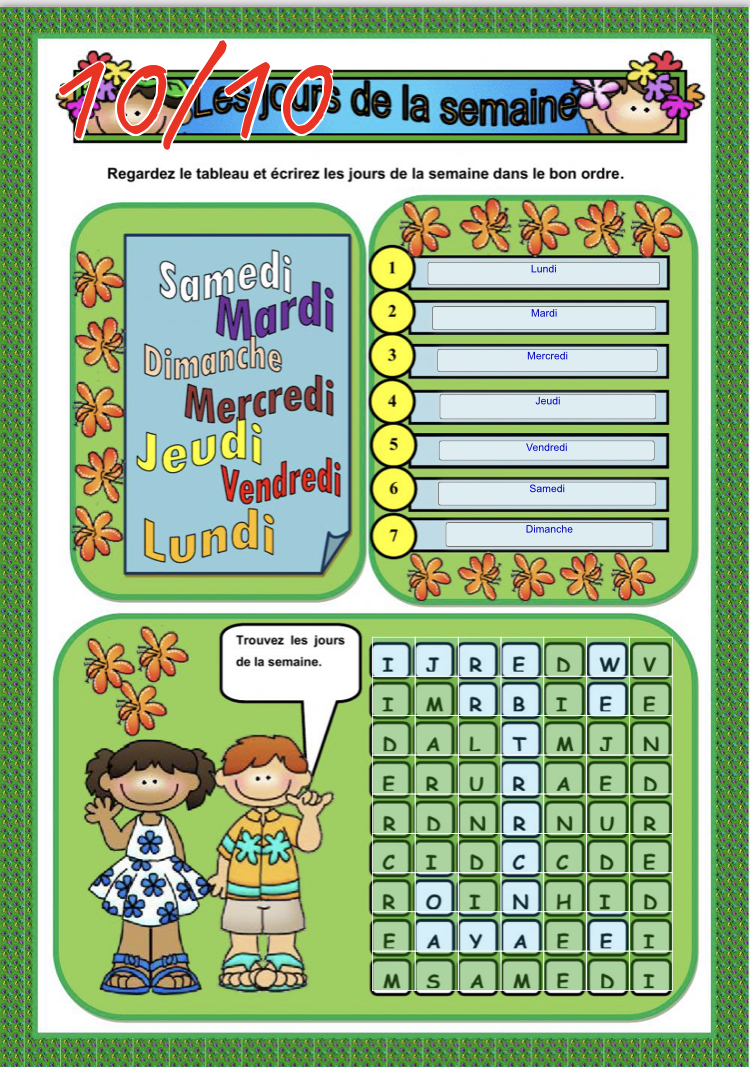 10/10
Les jours de la semaine
Regardez le tableau et écrirez les jours de la semaine dans le bon ordre.
Samedi
Mardi
Dimanche
Mercredi
Jeudi
Vendredi
Lundi
1 Lundi
2 Mardi
3 Mercredi
4 Jeudi
5 Vendredi
6 Samedi
7 Dimanche
Trouvez les jours
de la semaine.
I J R E D W V
I M R B I E E
D A L T M J N
E R U R A E D
R D N R N U R
C I D C C D E
R O I N H I D
E A Y A E E I
M S A M E D I